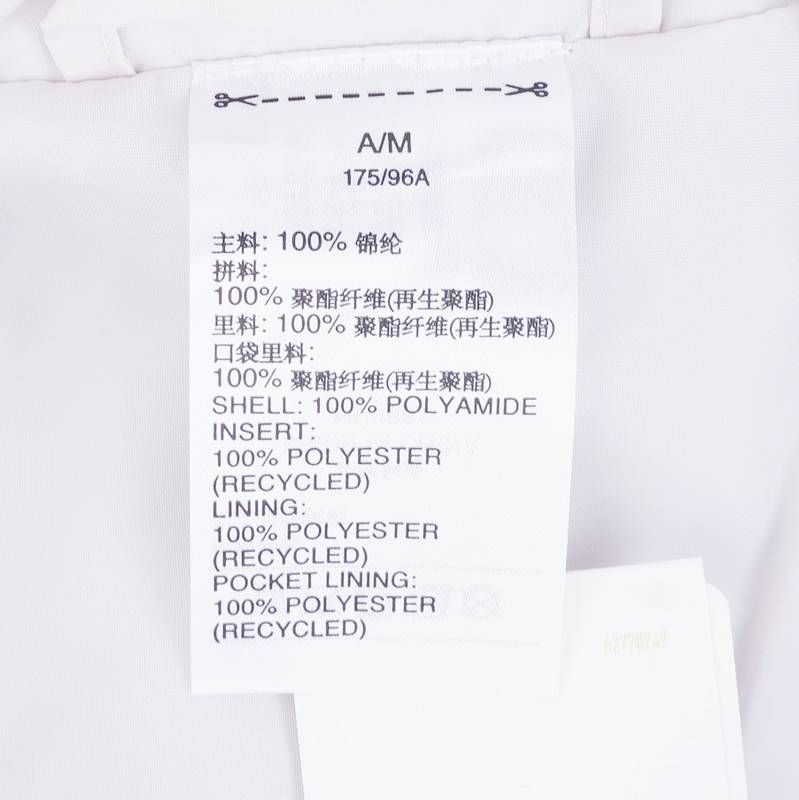 A/M
175/96A
主料: 100% 锦纶
拼料:
100% 聚酯纤维(再生聚酯)
里料: 100% 聚酯纤维(再生聚酯)
口袋里料:
100% 聚酯纤维(再生聚酯)
SHELL: 100% POLYAMIDE
INSERT:
100% POLYESTER
(RECYCLED)
LINING:
100% POLYESTER
(RECYCLED)
POCKET LINING:
100% POLYESTER
(RECYCLED)
62770747